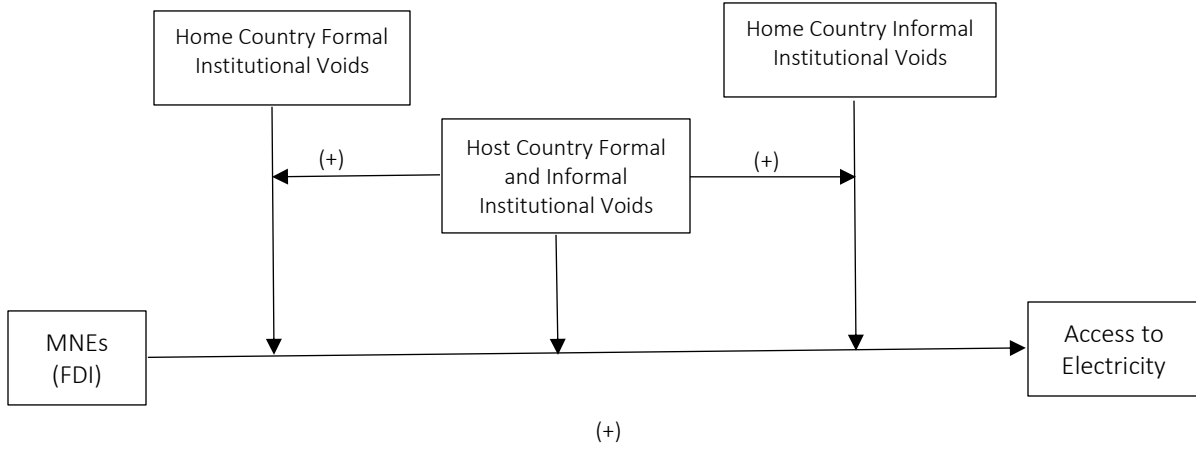 Home Country Formal
Institutional Voids
Home Country Informal
Institutional Voids
(+)
Host Country Formal
and Informal
Institutional Voids
(+)
MNEs
(FDI)
Access to
Electricity
(+)